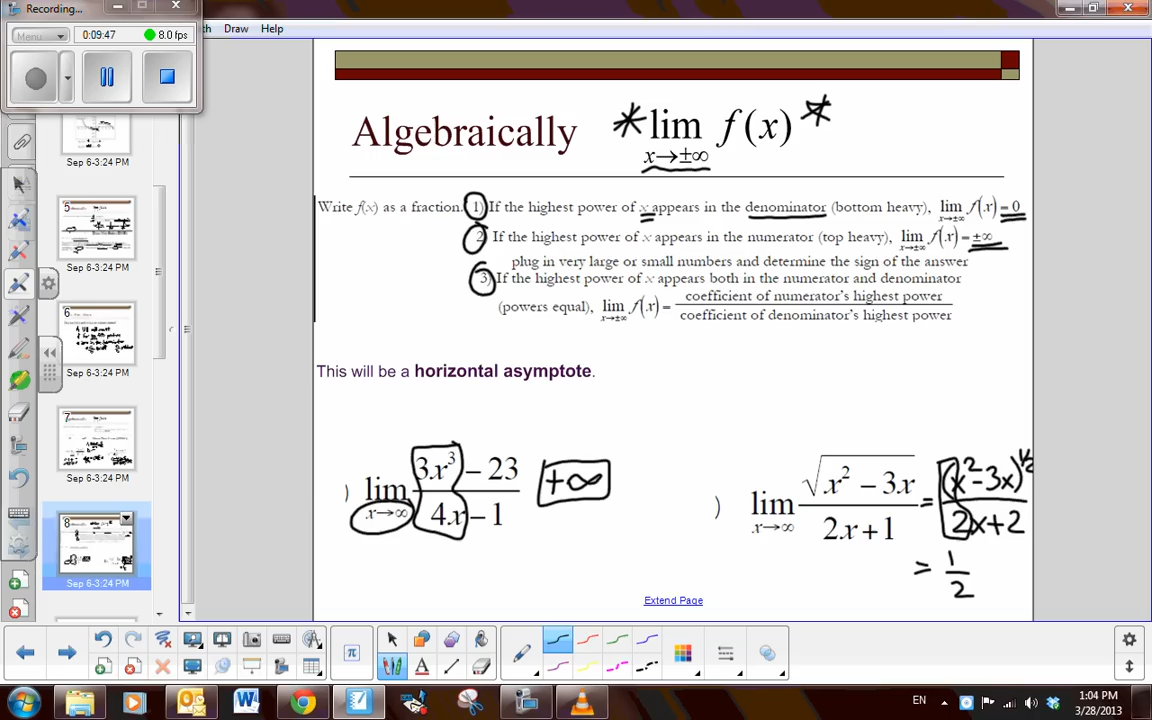 Recording...
Menu
0:09:47
8.0 fps
th Draw Help
Sep 6-3:24 PM
5
Sep 6-3:24 PM
6
Sep 6-3:24 PM
7
Sep 6-3:24 PM
8
Sep 6-3:24 PM
Algebraically * lim x→±∞ f(x) *
Write f(x) as a fraction. 1) If the highest power of x appears in the denominator (bottom heavy), lim x→±∞ f(x) = 0
2) If the highest power of x appears in the numerator (top heavy), lim x→±∞ f(x) = ±∞
plug in very large or small numbers and determine the sign of the answer
3) If the highest power of x appears both in the numerator and denominator
(powers equal), lim x→±∞ f(x) = coefficient of numerator's highest power / coefficient of denominator's highest power
This will be a horizontal asymptote.
) lim x→∞ (3x³ − 23)/(4x − 1) +∞
) lim x→∞ √(x² − 3x)/(2x + 1) = (x²-3x)^½/(2x+2)
= 1/2
Extend Page
π
A
W
EN
1:04 PM
3/28/2013